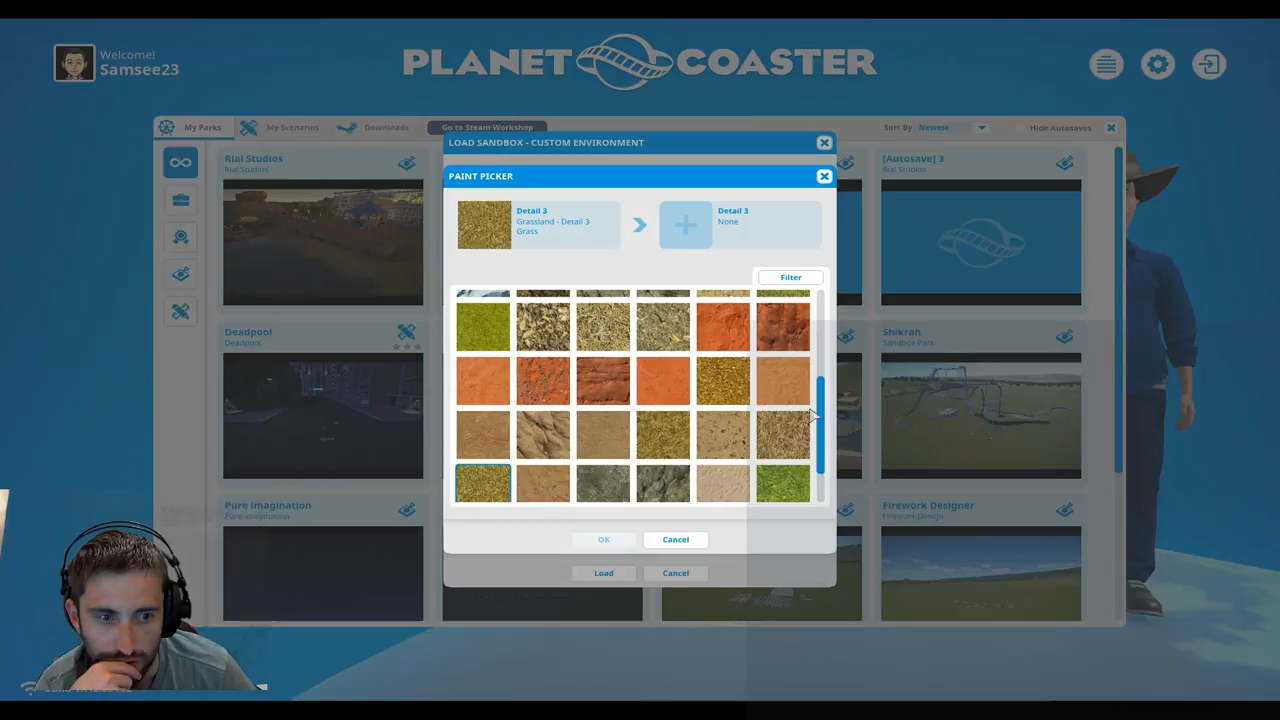 Welcome!
Samsee23
PLANET COASTER
My Parks
My Scenarios
Downloads
Go to Steam Workshop
Sort By
Newest
Hide Autosaves
LOAD SANDBOX - CUSTOM ENVIRONMENT
Rial Studios
Rial Studios
[Autosave] 3
Rial Studios
PAINT PICKER
Detail 3
Grassland - Detail 3
Grass
Detail 3
None
Filter
Deadpool
Deadpool
Shikrah
Sandbox Park
Pure imagination
Pure imagination
Firework Designer
Firework Design
OK
Cancel
Load
Cancel